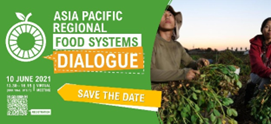 ASIA PACIFIC
REGIONAL
FOOD SYSTEMS
DIALOGUE
10 JUNE 2021
SAVE THE DATE